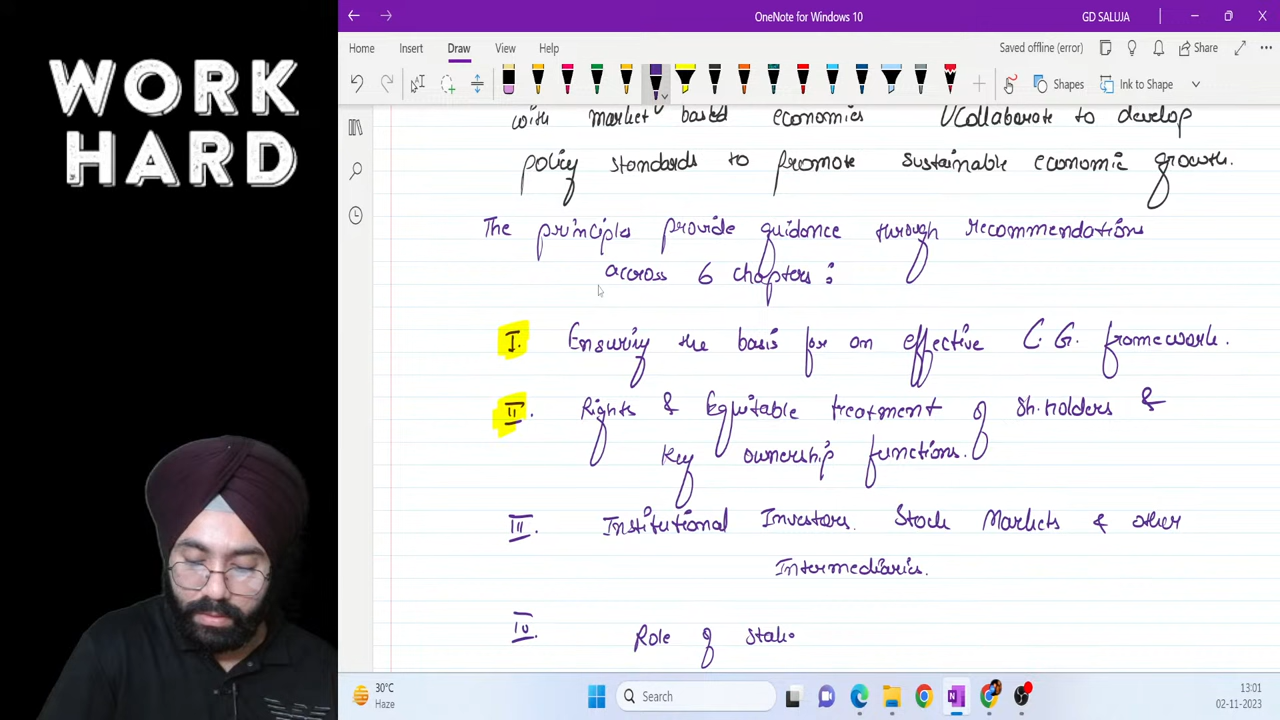 WORK
HARD
OneNote for Windows 10
GD SALUJA
Home Insert Draw View Help
Saved offline (error)
Share
Shapes
Ink to Shape
with market based economics Collaborate to develop
policy standards to promote sustainable economic growth.
The principles provide guidance through recommendations
across 6 chapters :
I. Ensuring the basis for an effective C.G. framework.
II. Rights & Equitable treatment of Sh.holders &
Key ownership functions.
III. Institutional Investors. Stock Markets & other
Intermediaries.
IV. Role of Stake
30°C
Haze
Search
13:01
02-11-2023